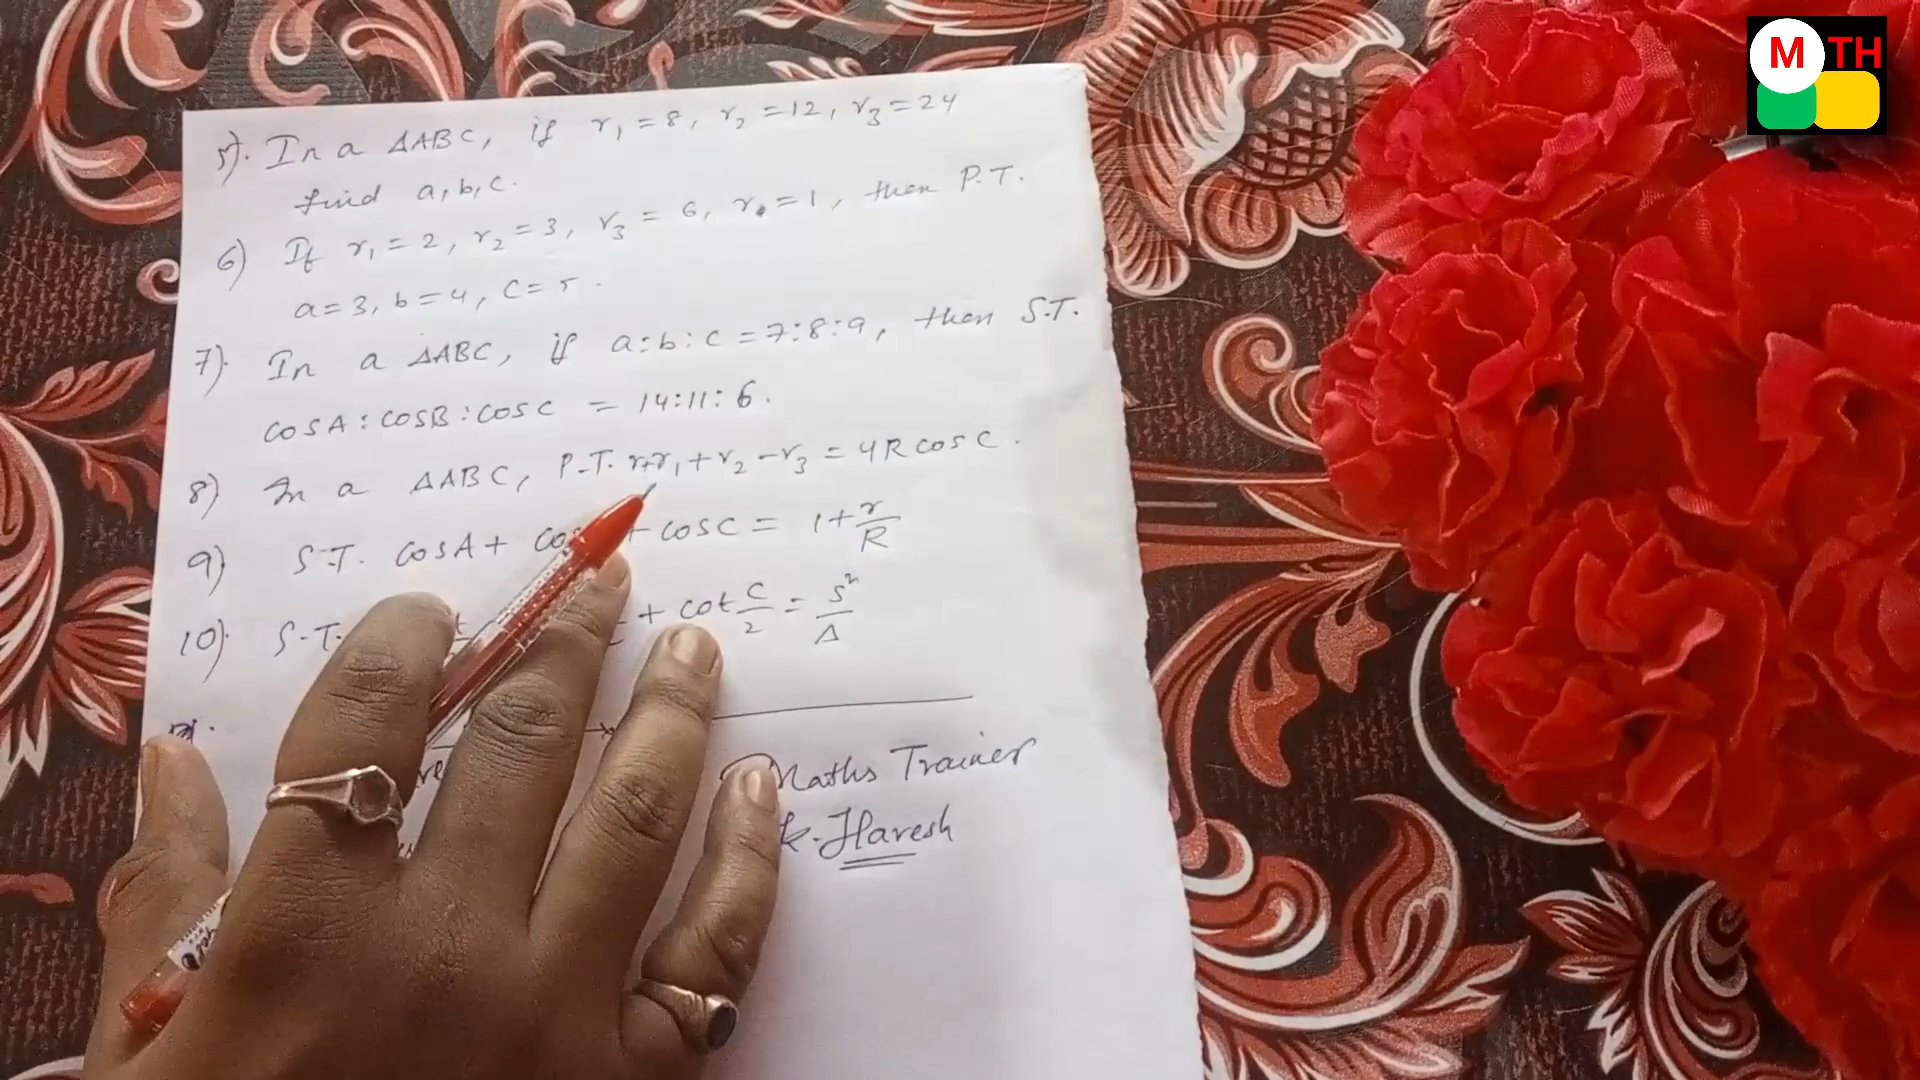 M TH
5). In a ΔABC, if r₁ = 8, r₂ = 12, r₃ = 24
find a, b, c.
6) If r₁ = 2, r₂ = 3, r₃ = 6, r = 1, then P.T.
a = 3, b = 4, c = 5.
7). In a ΔABC, if a:b:c = 7:8:9, then S.T.
cosA : cosB : cosC = 14:11:6.
8) In a ΔABC, P.T. r+r₁+r₂-r₃ = 4R cosC.
9) S.T. cosA + cos + cosC = 1+r/R
10). S.T. + cot C/2 = s²/Δ
Maths Trainer
K. Haresh